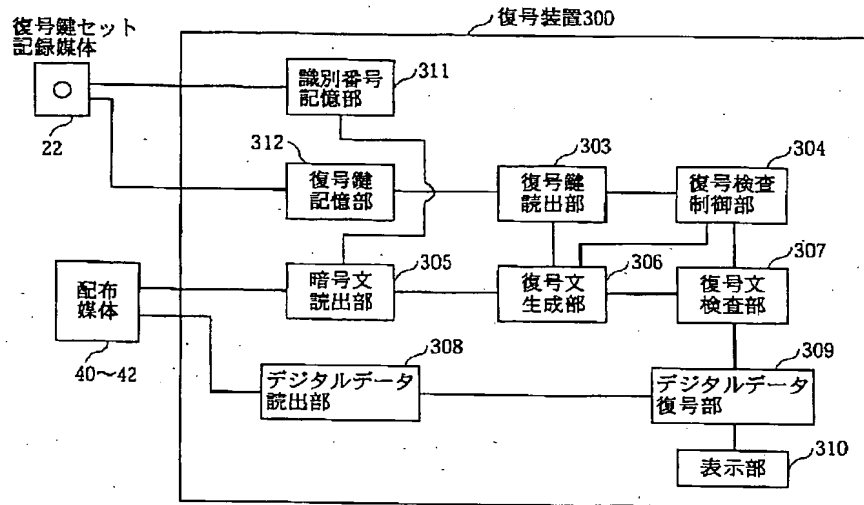 復号鍵セット
記録媒体
22
復号装置300
識別番号
記憶部
311
312
復号鍵
記憶部
303
復号鍵
読出部
304
復号検査
制御部
配布
媒体
40～42
暗号文
読出部
305
復号文
生成部
306
307
復号文
検査部
308
デジタルデータ
読出部
309
デジタルデータ
復号部
310
表示部